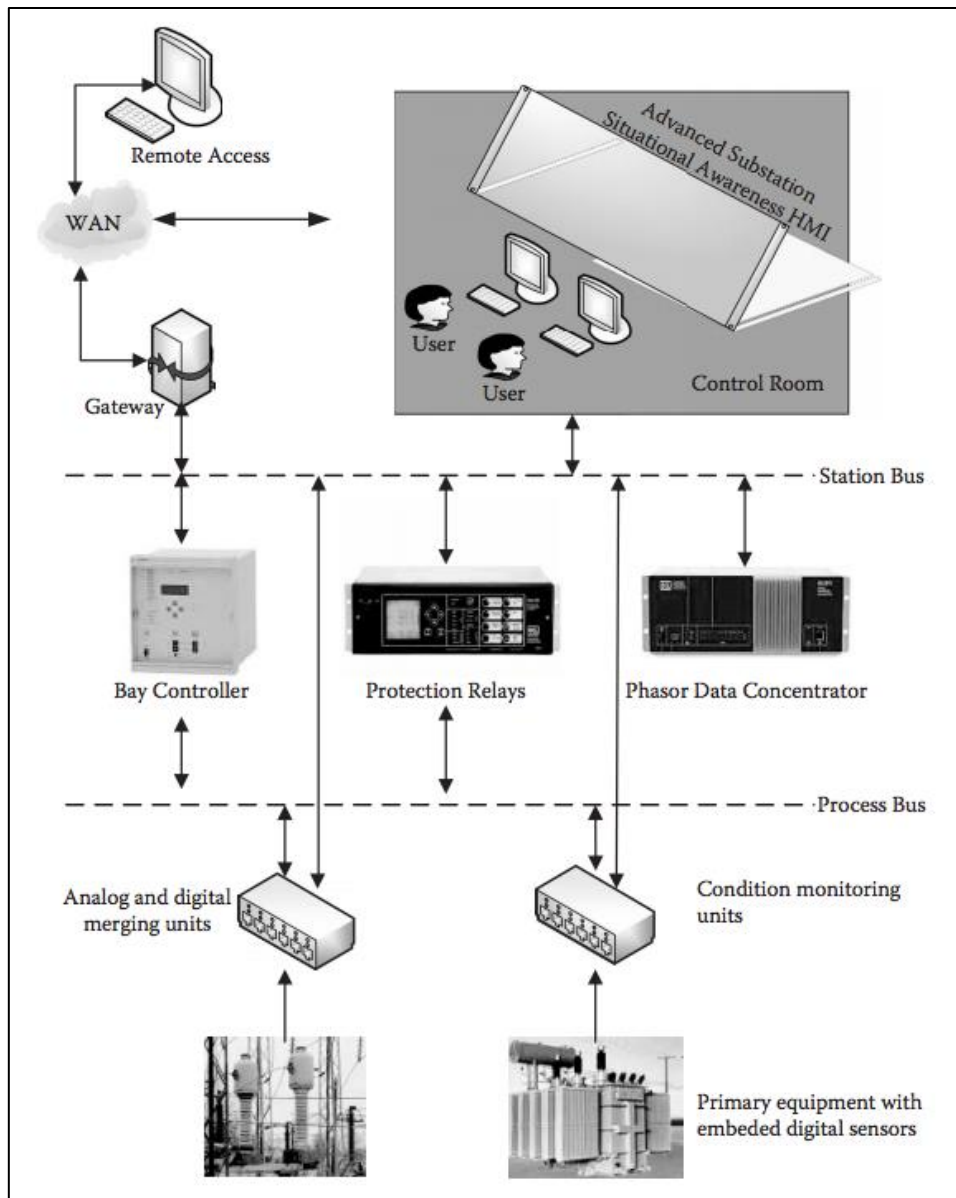 Remote Access
WAN
Gateway
Advanced Substation
Situational Awareness HMI
User
User
Control Room
Station Bus
Bay Controller
Protection Relays
Phasor Data Concentrator
Process Bus
Analog and digital
merging units
Condition monitoring
units
Primary equipment with
embeded digital sensors